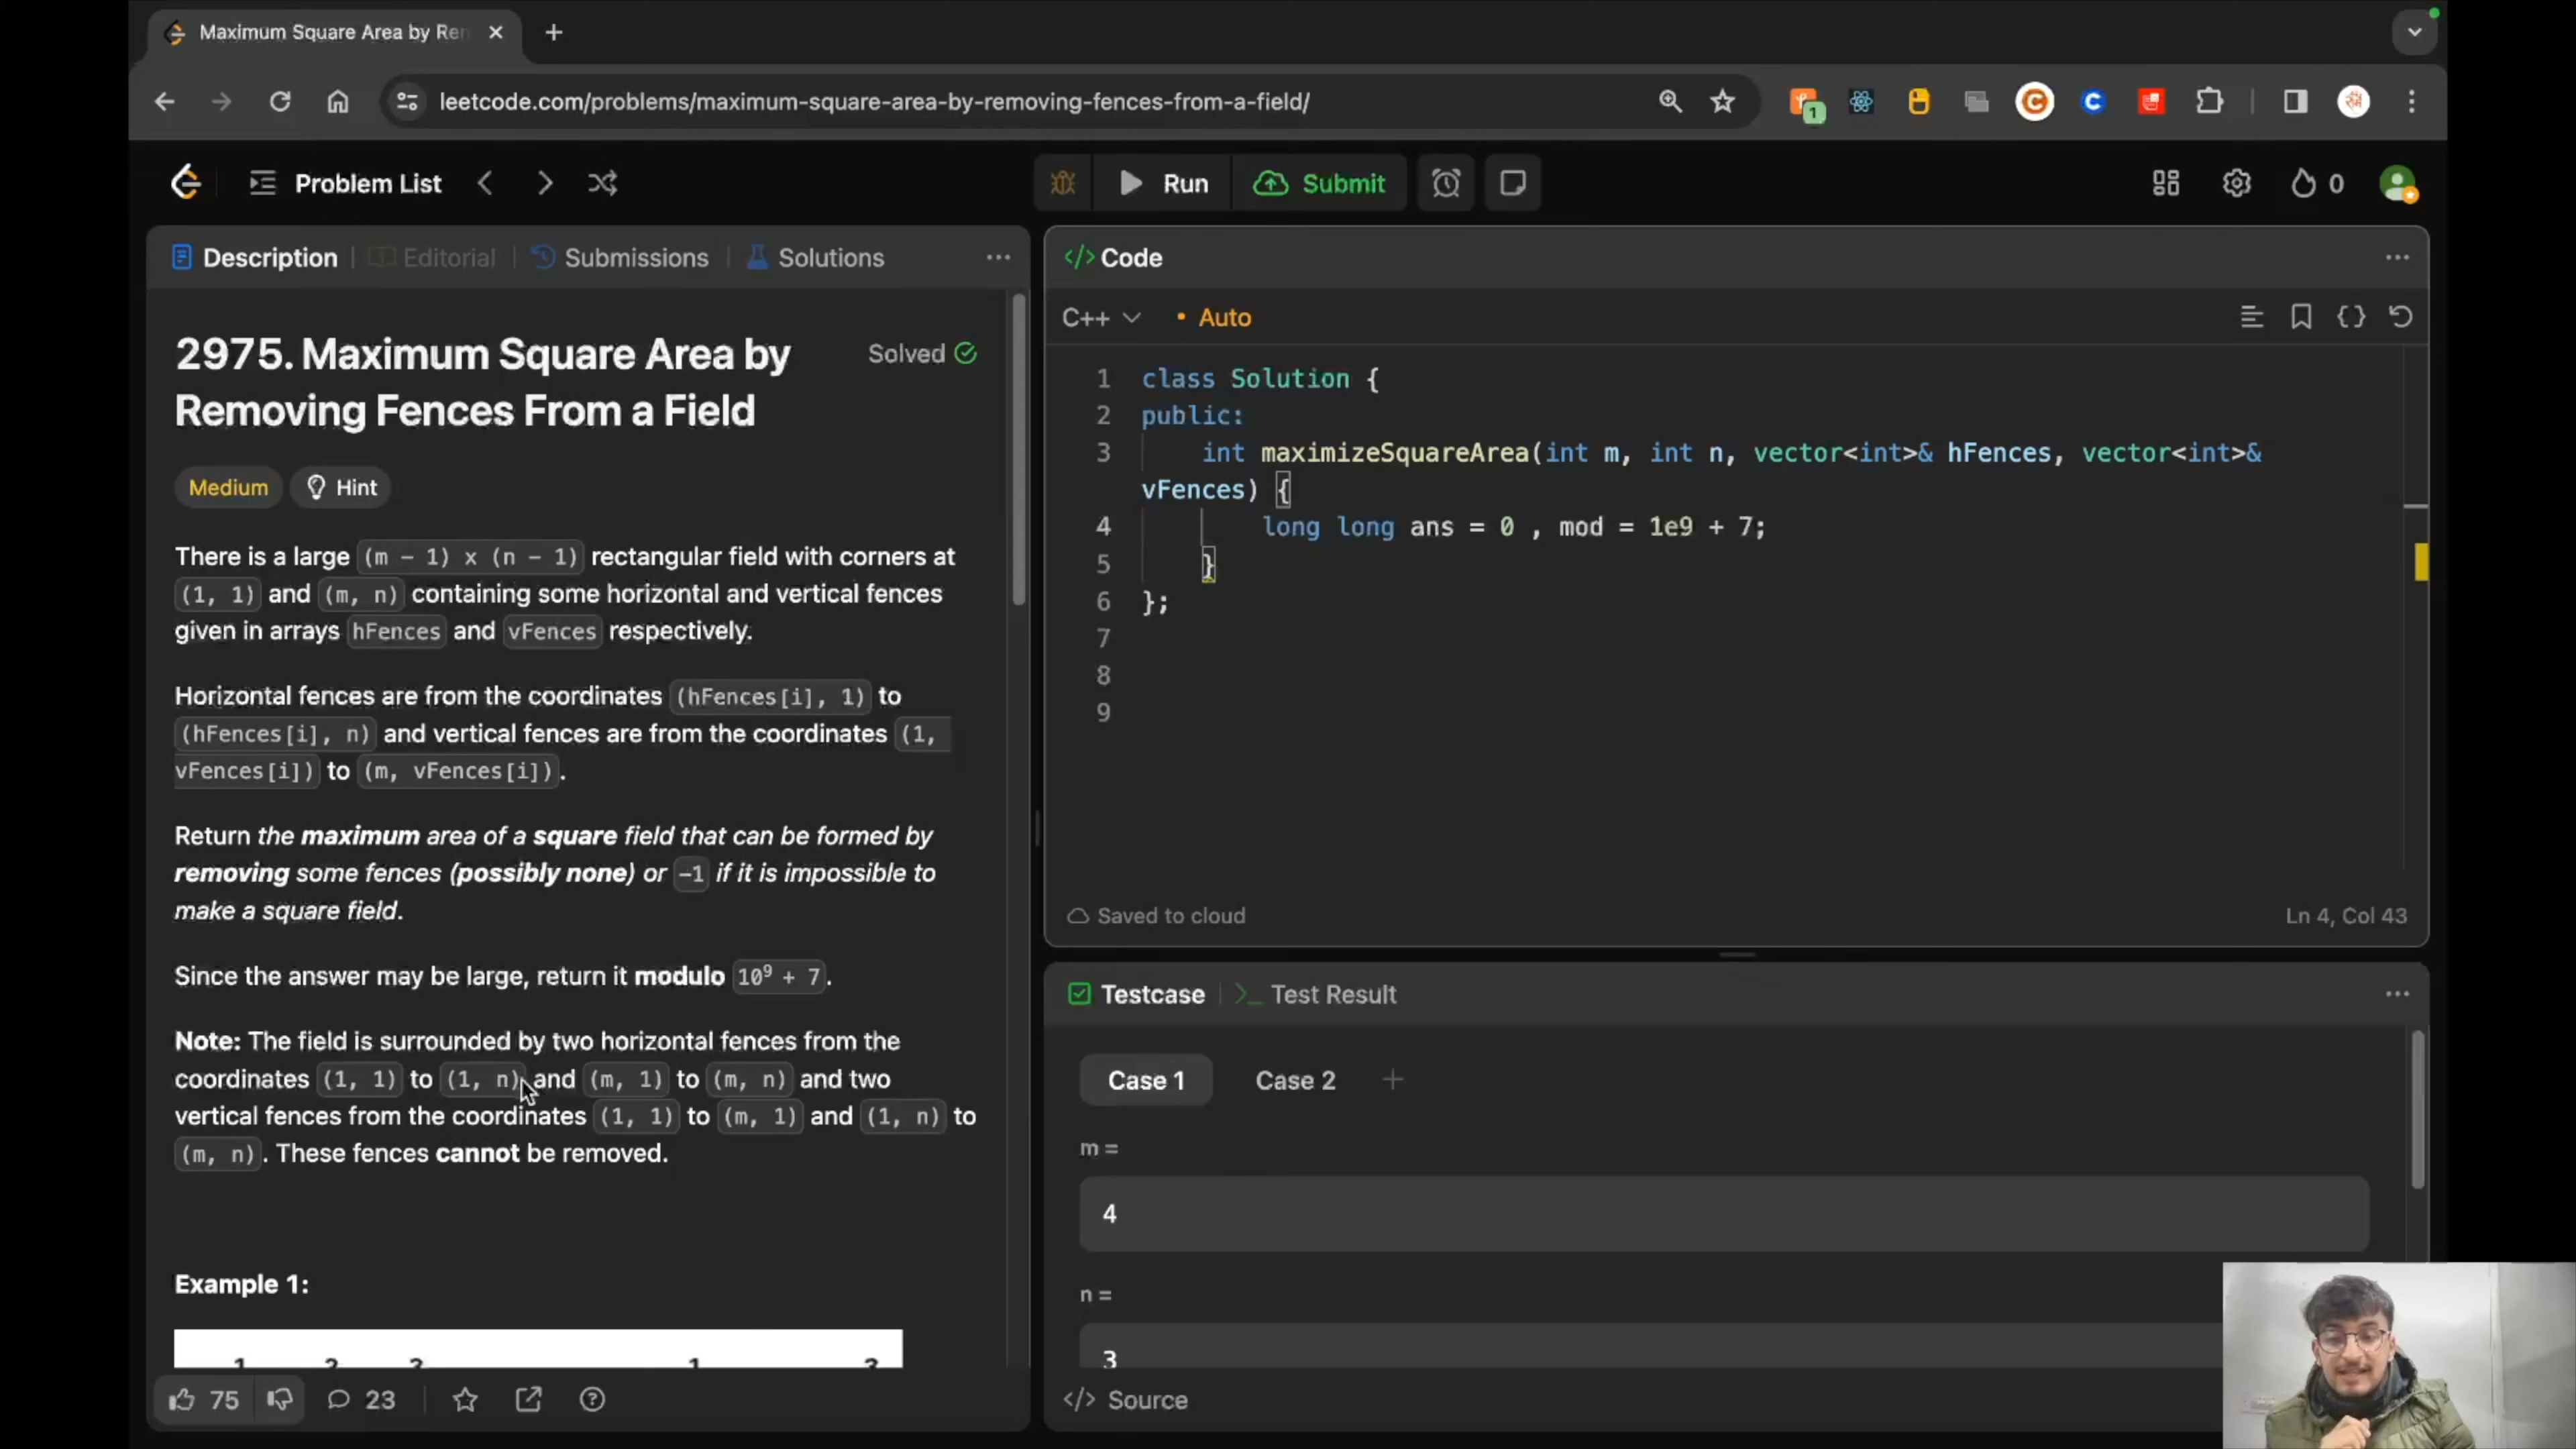 Maximum Square Area by Ren
leetcode.com/problems/maximum-square-area-by-removing-fences-from-a-field/
1
Problem List
Run
Submit
0
Description
Editorial
Submissions
Solutions
2975. Maximum Square Area by
Removing Fences From a Field
Solved
Medium
Hint
There is a large (m - 1) x (n - 1) rectangular field with corners at
(1, 1) and (m, n) containing some horizontal and vertical fences
given in arrays hFences and vFences respectively.
Horizontal fences are from the coordinates (hFences[i], 1) to
(hFences[i], n) and vertical fences are from the coordinates (1,
vFences[i]) to (m, vFences[i]).
Return the maximum area of a square field that can be formed by
removing some fences (possibly none) or -1 if it is impossible to
make a square field.
Since the answer may be large, return it modulo 10⁹ + 7.
Note: The field is surrounded by two horizontal fences from the
coordinates (1, 1) to (1, n) and (m, 1) to (m, n) and two
vertical fences from the coordinates (1, 1) to (m, 1) and (1, n) to
(m, n). These fences cannot be removed.
Example 1:
75
23
Code
C++
Auto
1 class Solution {
2 public:
3 int maximizeSquareArea(int m, int n, vector<int>& hFences, vector<int>&
vFences) {
4 long long ans = 0 , mod = 1e9 + 7;
5 }
6 };
7
8
9
Saved to cloud
Ln 4, Col 43
Testcase
Test Result
Case 1
Case 2
m =
4
n =
3
Source